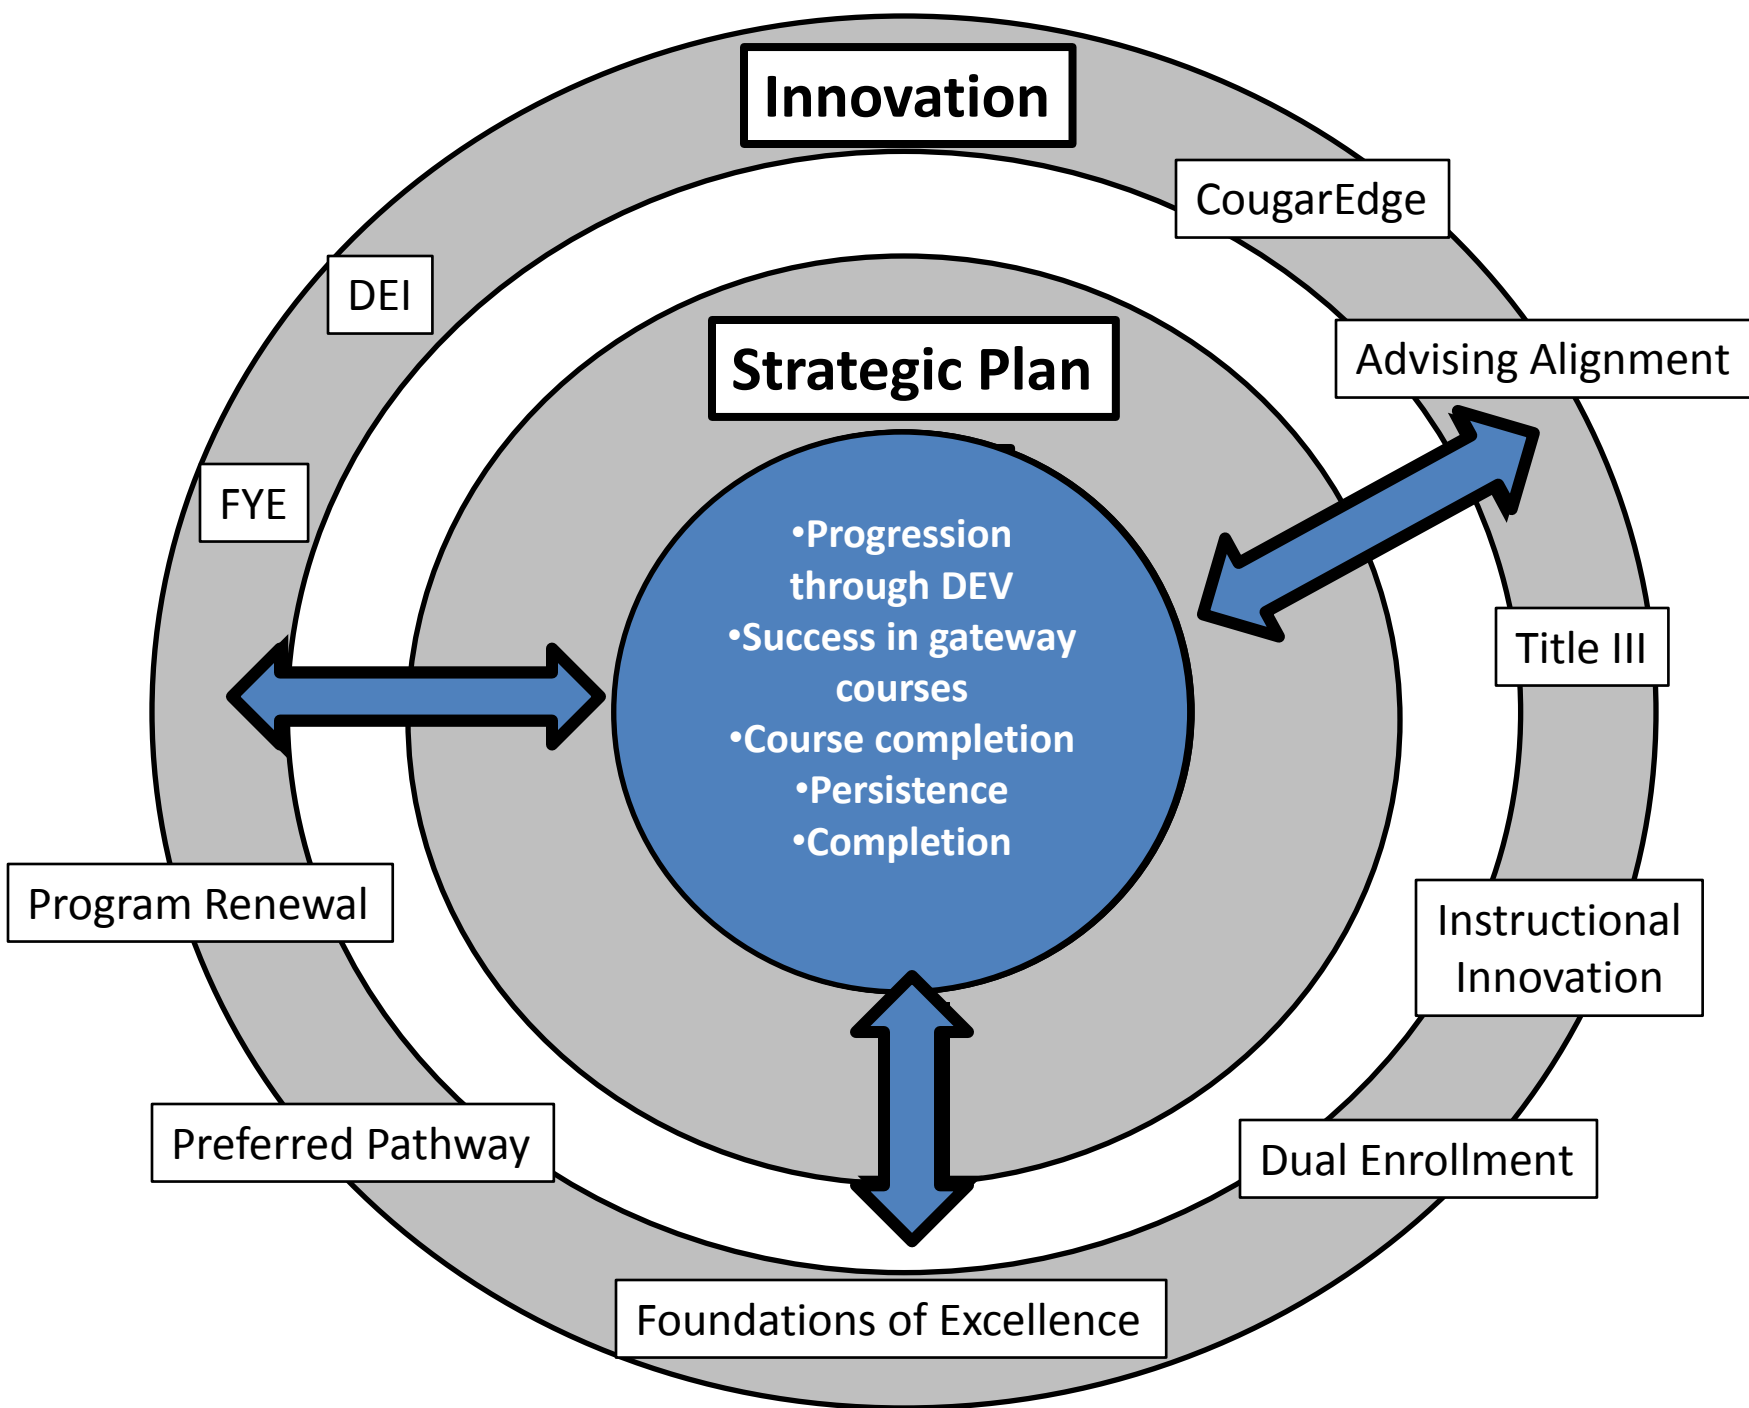 Innovation
CougarEdge
DEI
Advising Alignment
Strategic Plan
FYE
•Progression
through DEV
•Success in gateway
courses
•Course completion
•Persistence
•Completion
Title III
Program Renewal
Instructional
Innovation
Preferred Pathway
Dual Enrollment
Foundations of Excellence